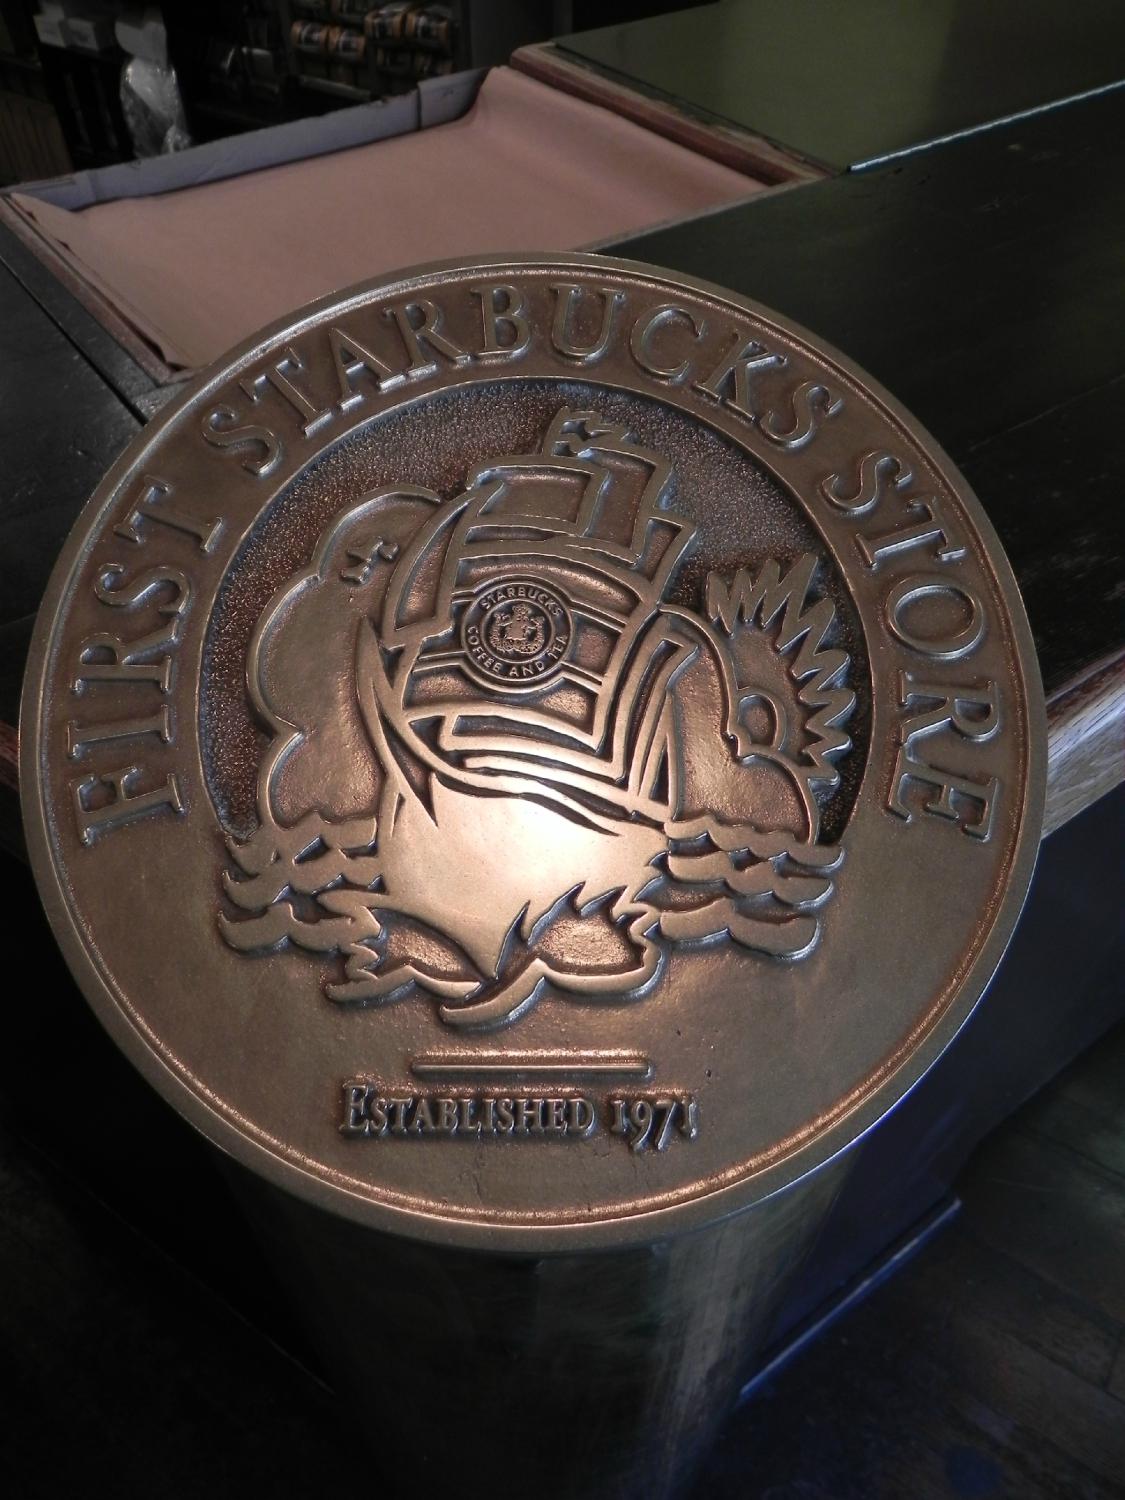 FIRST STARBUCKS STORE
STARBUCKS
COFFEE AND TEA
ESTABLISHED 1971